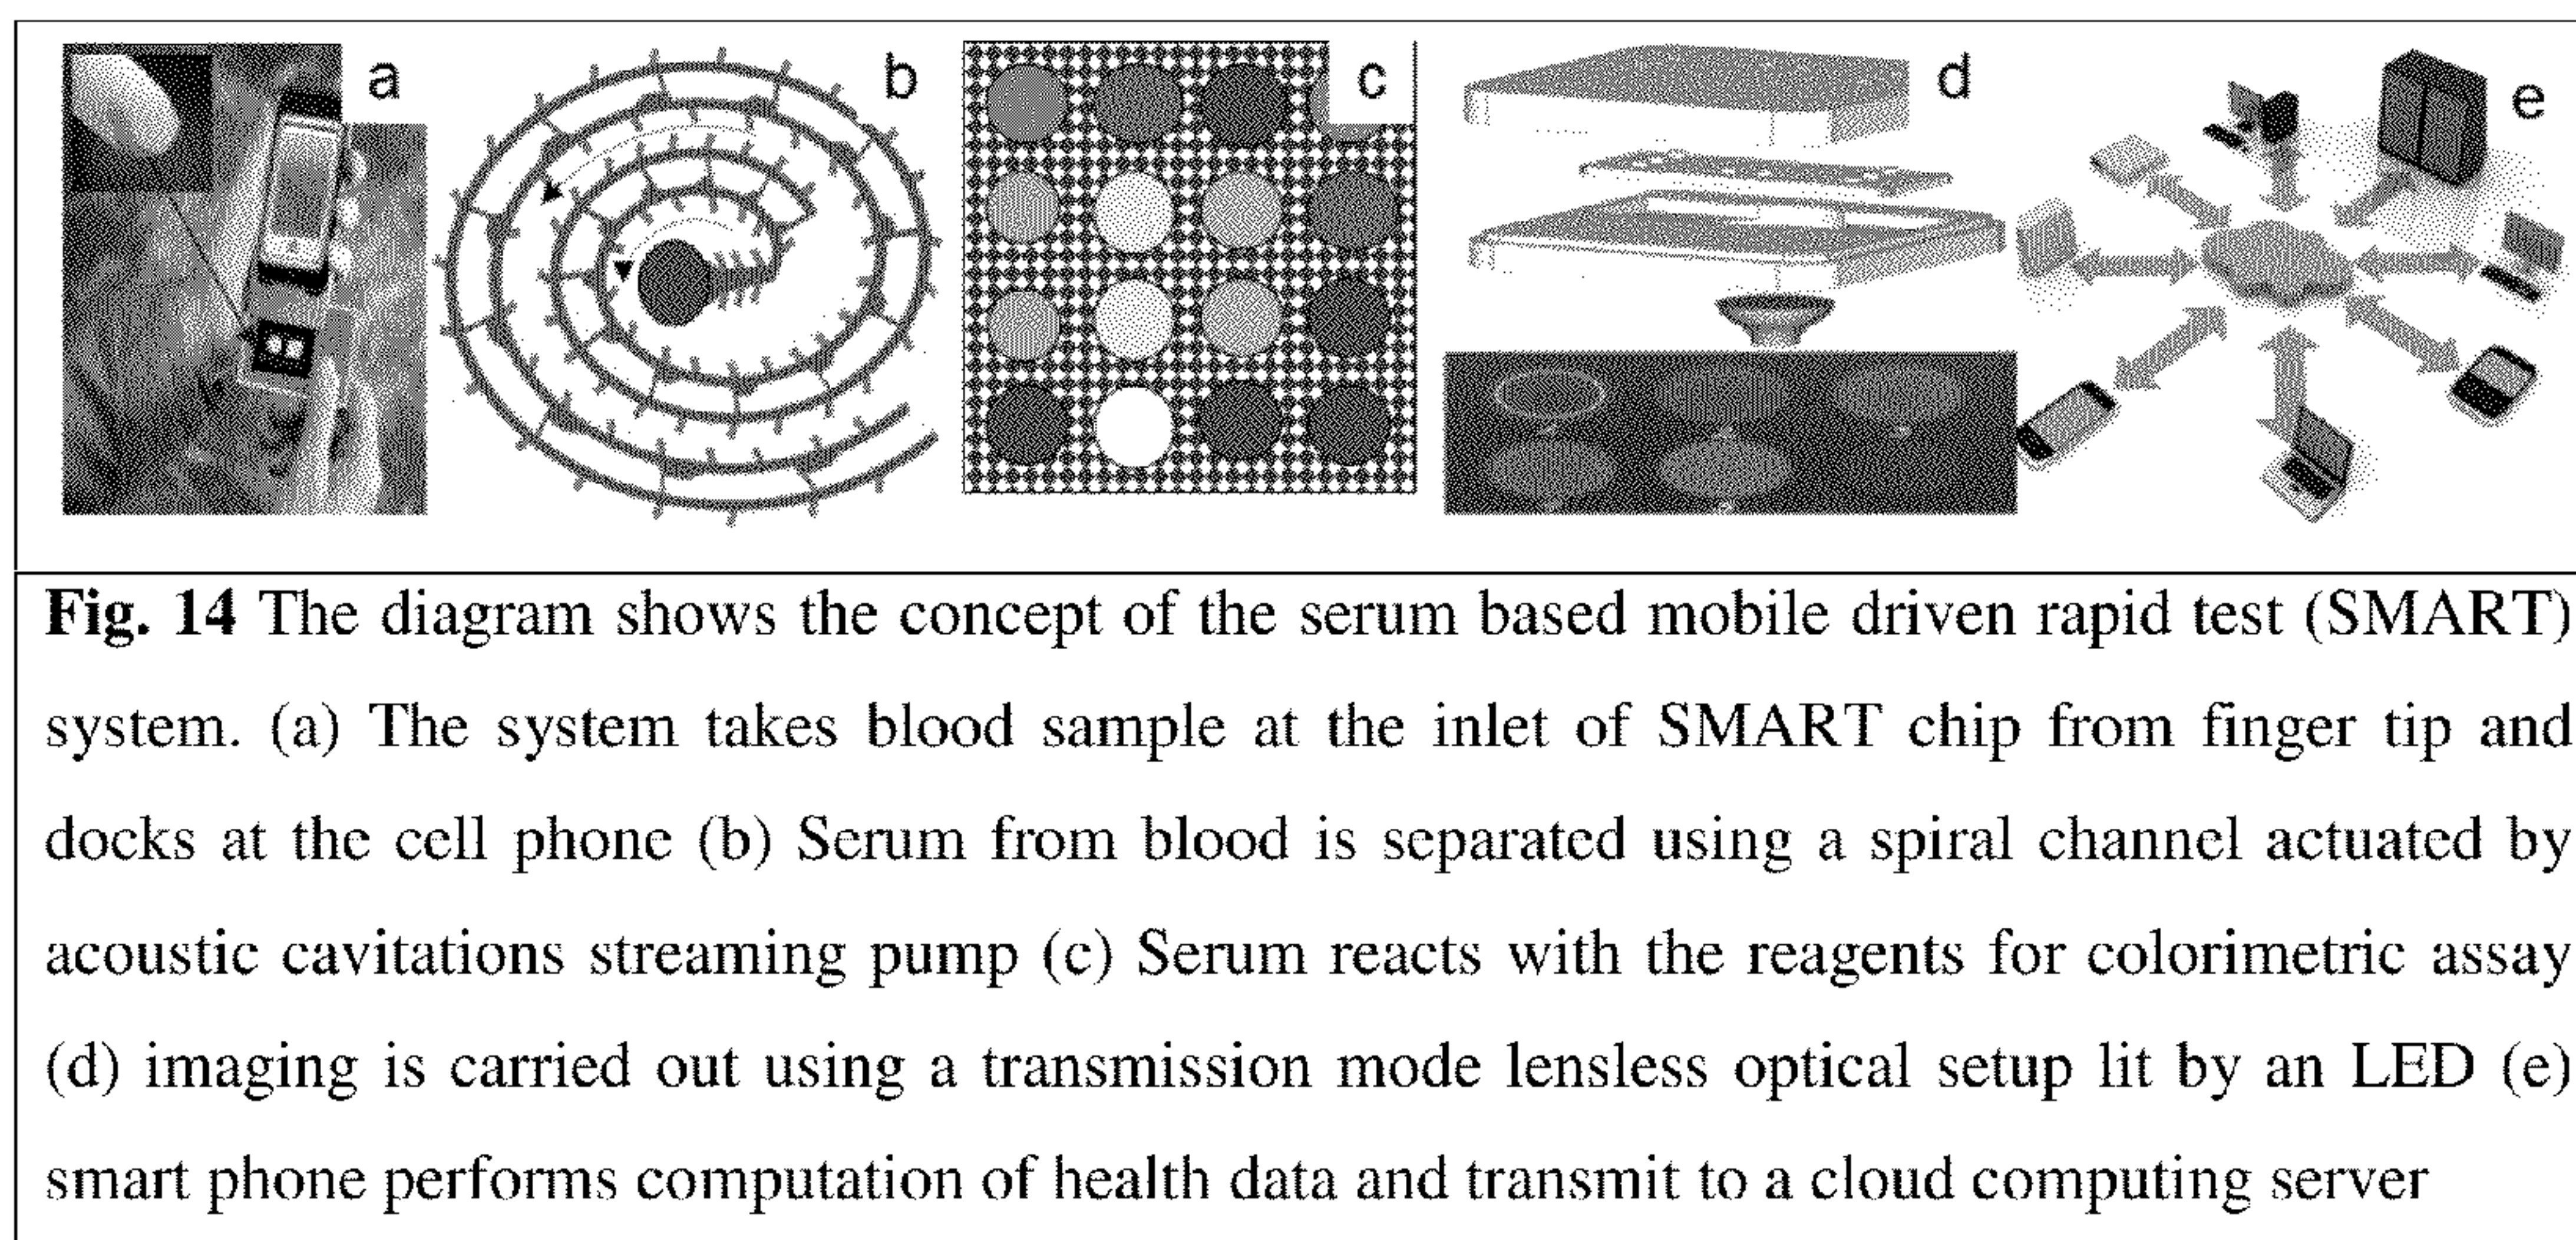 a b c d e
Fig. 14 The diagram shows the concept of the serum based mobile driven rapid test (SMART)
system. (a) The system takes blood sample at the inlet of SMART chip from finger tip and
docks at the cell phone (b) Serum from blood is separated using a spiral channel actuated by
acoustic cavitations streaming pump (c) Serum reacts with the reagents for colorimetric assay
(d) imaging is carried out using a transmission mode lensless optical setup lit by an LED (e)
smart phone performs computation of health data and transmit to a cloud computing server